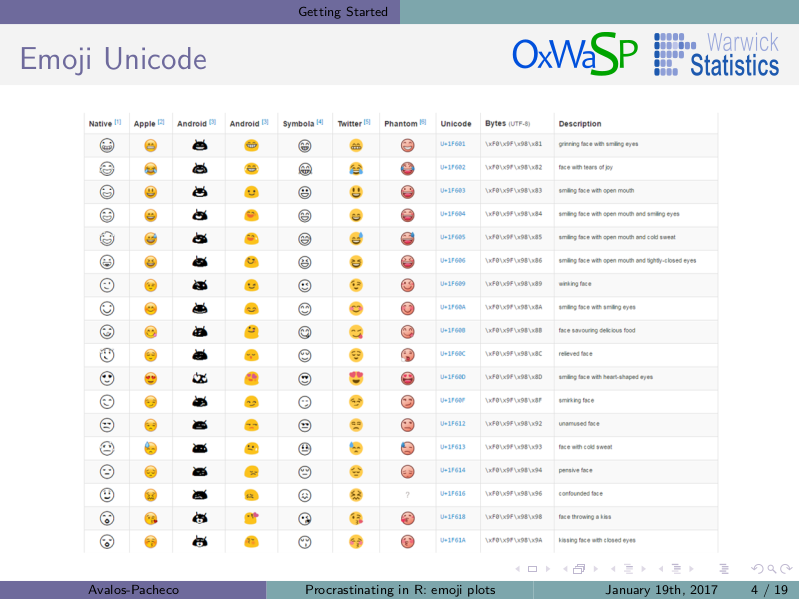 Getting Started
Emoji Unicode
OxWaSP
Warwick
Statistics
Native [1] Apple [2] Android [3] Android [3] Symbola [4] Twitter [5] Phantom [6] Unicode Bytes (UTF-8) Description
U+1F601 \xF0\x9F\x98\x81 grinning face with smiling eyes
U+1F602 \xF0\x9F\x98\x82 face with tears of joy
U+1F603 \xF0\x9F\x98\x83 smiling face with open mouth
U+1F604 \xF0\x9F\x98\x84 smiling face with open mouth and smiling eyes
U+1F605 \xF0\x9F\x98\x85 smiling face with open mouth and cold sweat
U+1F606 \xF0\x9F\x98\x86 smiling face with open mouth and tightly-closed eyes
U+1F609 \xF0\x9F\x98\x89 winking face
U+1F60A \xF0\x9F\x98\x8A smiling face with smiling eyes
U+1F60B \xF0\x9F\x98\x8B face savouring delicious food
U+1F60C \xF0\x9F\x98\x8C relieved face
U+1F60D \xF0\x9F\x98\x8D smiling face with heart-shaped eyes
U+1F60F \xF0\x9F\x98\x8F smirking face
U+1F612 \xF0\x9F\x98\x92 unamused face
U+1F613 \xF0\x9F\x98\x93 face with cold sweat
U+1F614 \xF0\x9F\x98\x94 pensive face
? U+1F616 \xF0\x9F\x98\x96 confounded face
U+1F618 \xF0\x9F\x98\x98 face throwing a kiss
U+1F61A \xF0\x9F\x98\x9A kissing face with closed eyes
Avalos-Pacheco Procrastinating in R: emoji plots January 19th, 2017 4 / 19